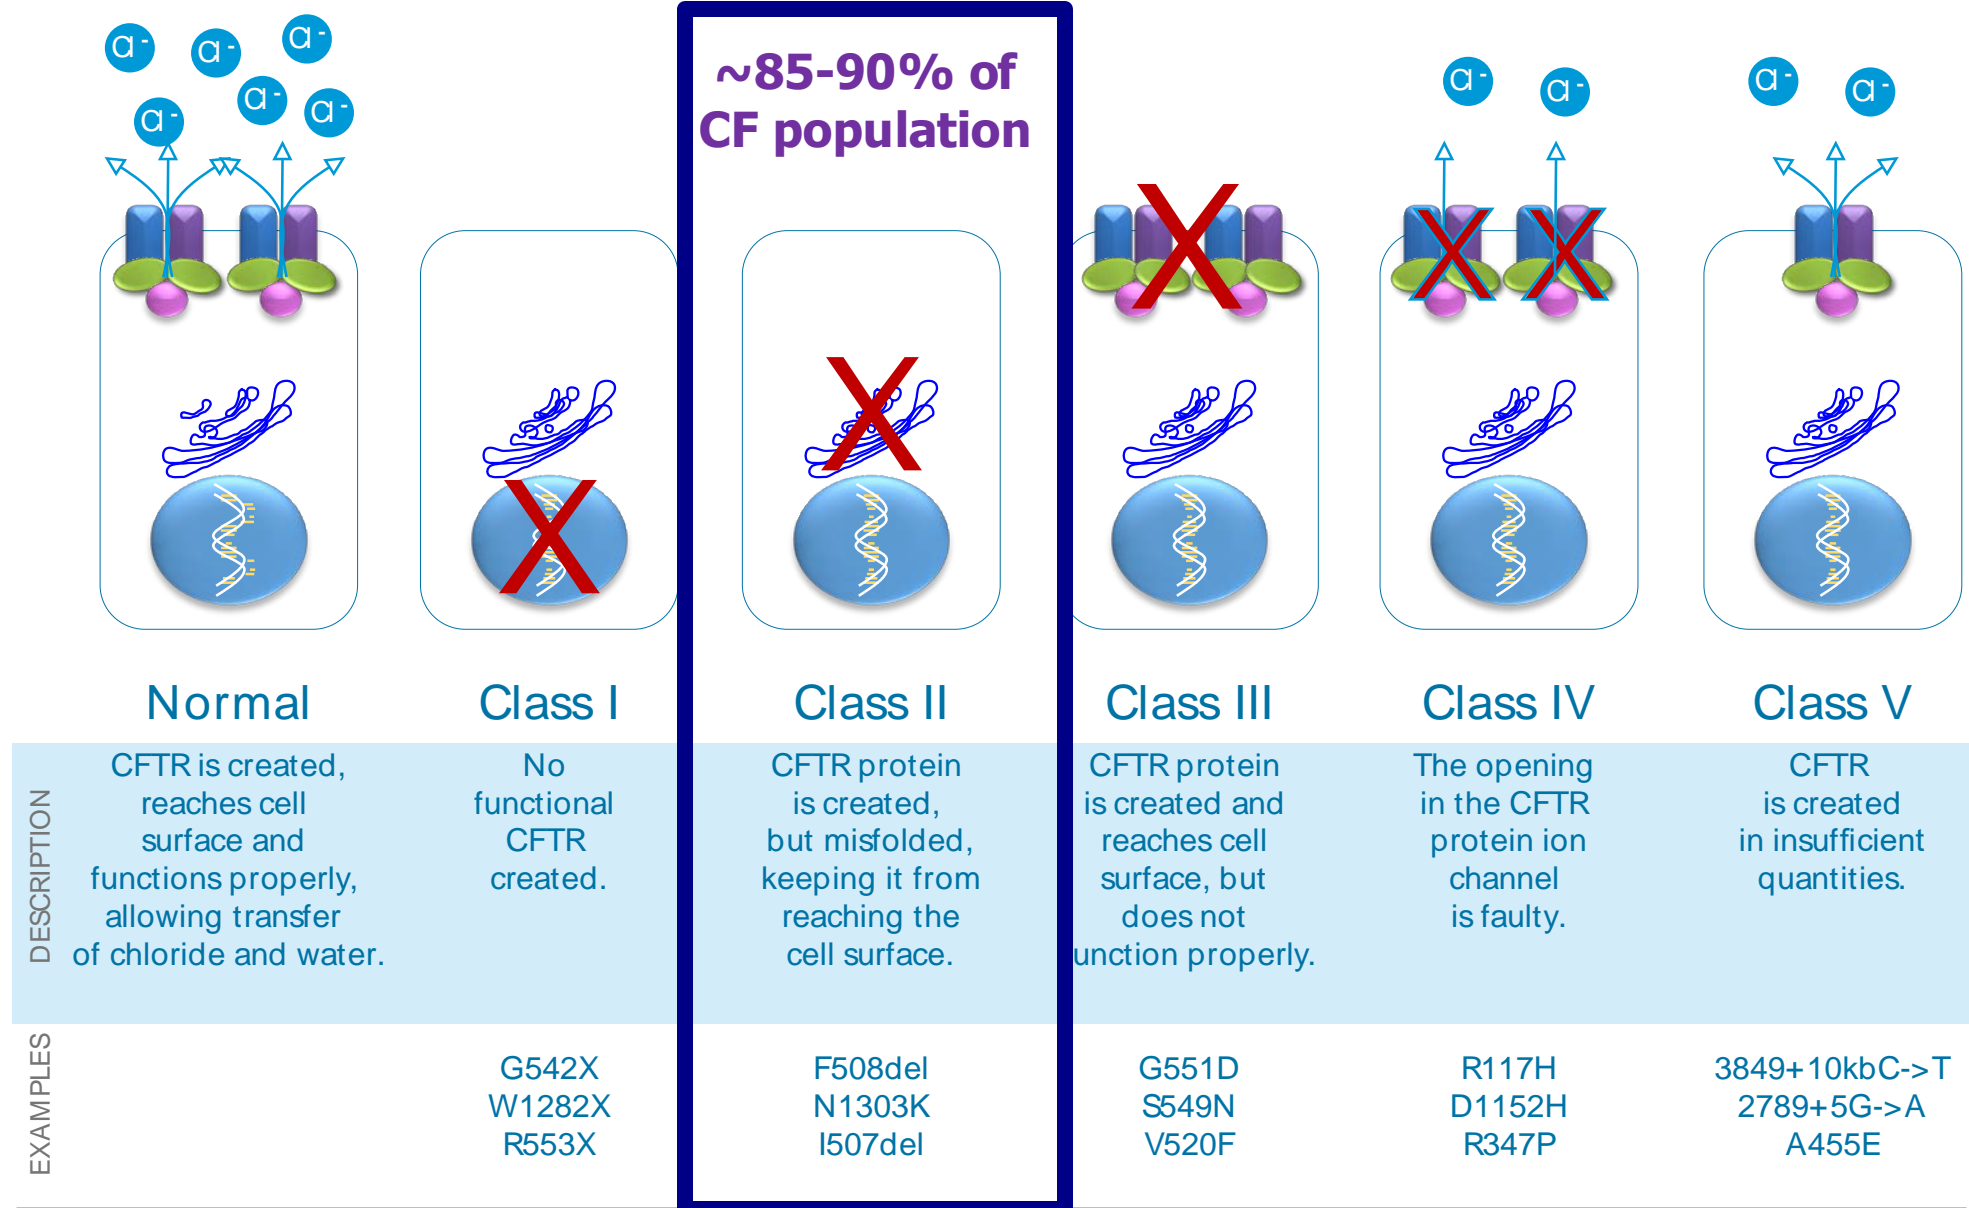 Cl-
Cl-
Cl-
Cl-
Cl-
Cl-
~85-90% of
CF population
Cl-
Cl-
Cl-
Cl-
Normal
Class I
Class II
Class III
Class IV
Class V
DESCRIPTION
CFTR is created,
reaches cell
surface and
functions properly,
allowing transfer
of chloride and water.
No
functional
CFTR
created.
CFTR protein
is created,
but misfolded,
keeping it from
reaching the
cell surface.
CFTR protein
is created and
reaches cell
surface, but
does not
unction properly.
The opening
in the CFTR
protein ion
channel
is faulty.
CFTR
is created
in insufficient
quantities.
EXAMPLES
G542X
W1282X
R553X
F508del
N1303K
I507del
G551D
S549N
V520F
R117H
D1152H
R347P
3849+10kbC->T
2789+5G->A
A455E